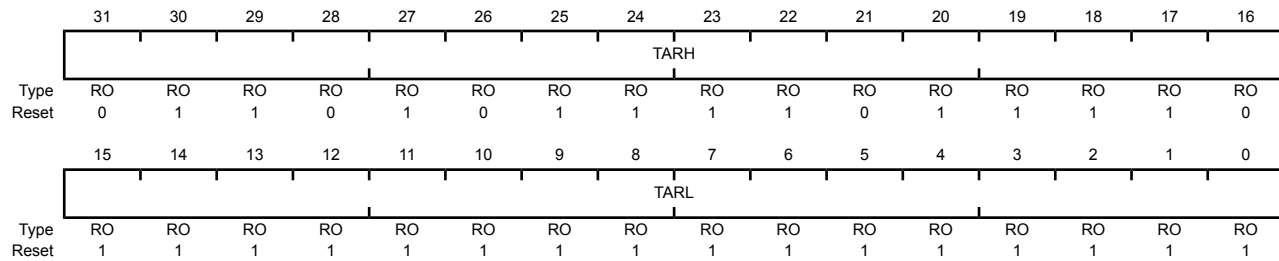 31 30 29 28 27 26 25 24 23 22 21 20 19 18 17 16
TARH
Type RO RO RO RO RO RO RO RO RO RO RO RO RO RO RO RO
Reset 0 1 1 0 1 0 1 1 1 1 0 1 1 1 1 0
15 14 13 12 11 10 9 8 7 6 5 4 3 2 1 0
TARL
Type RO RO RO RO RO RO RO RO RO RO RO RO RO RO RO RO
Reset 1 1 1 1 1 1 1 1 1 1 1 1 1 1 1 1